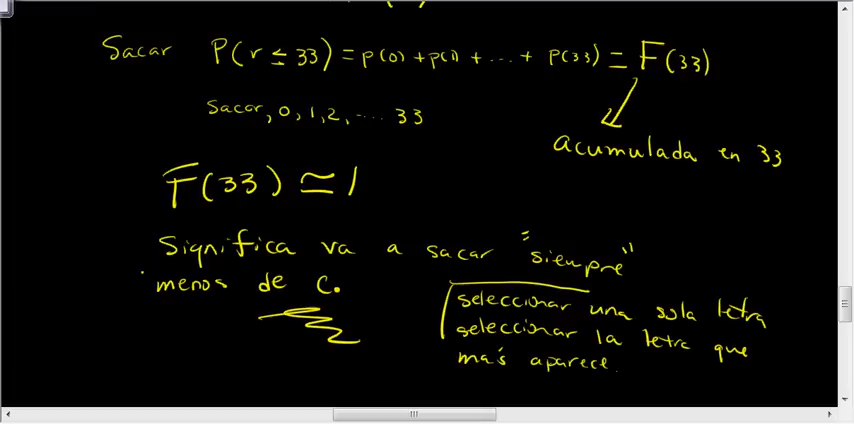 Sacar P(r ≤ 33) = p(0) + p(1) + ... + p(33) = F(33)
Sacar, 0, 1, 2, ... 33
acumulada en 33
F(33) ≃ 1
Significa va a sacar "siempre"
menos de C.
seleccionar una sola letra
seleccionar la letra que
más aparece.